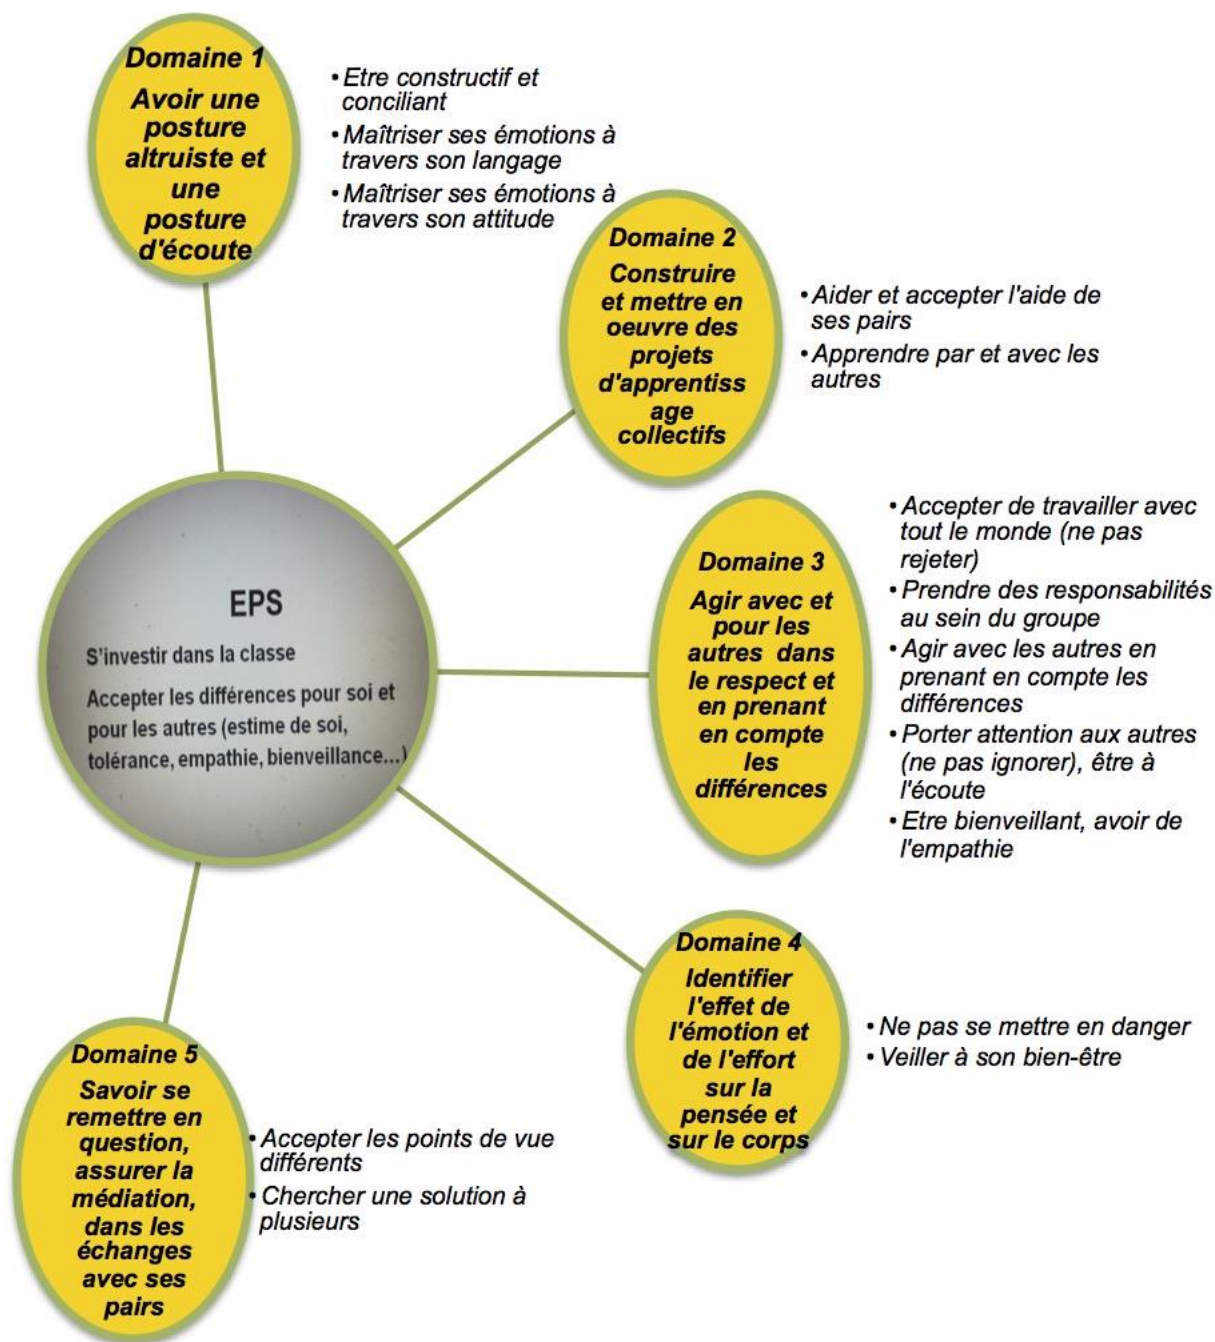 Domaine 1
Avoir une
posture
altruiste et
une
posture
d'écoute
• Etre constructif et
conciliant
• Maîtriser ses émotions à
travers son langage
• Maîtriser ses émotions à
travers son attitude
Domaine 2
Construire
et mettre en
oeuvre des
projets
d'apprentiss
age
collectifs
• Aider et accepter l'aide de
ses pairs
• Apprendre par et avec les
autres
EPS
S'investir dans la classe
Accepter les différences pour soi et
pour les autres (estime de soi,
tolérance, empathie, bienveillance...)
Domaine 3
Agir avec et
pour les
autres dans
le respect et
en prenant
en compte
les
différences
• Accepter de travailler avec
tout le monde (ne pas
rejeter)
• Prendre des responsabilités
au sein du groupe
• Agir avec les autres en
prenant en compte les
différences
• Porter attention aux autres
(ne pas ignorer), être à
l'écoute
• Etre bienveillant, avoir de
l'empathie
Domaine 4
Identifier
l'effet de
l'émotion et
de l'effort
sur la
pensée et
sur le corps
• Ne pas se mettre en danger
• Veiller à son bien-être
Domaine 5
Savoir se
remettre en
question,
assurer la
médiation,
dans les
échanges
avec ses
pairs
• Accepter les points de vue
différents
• Chercher une solution à
plusieurs